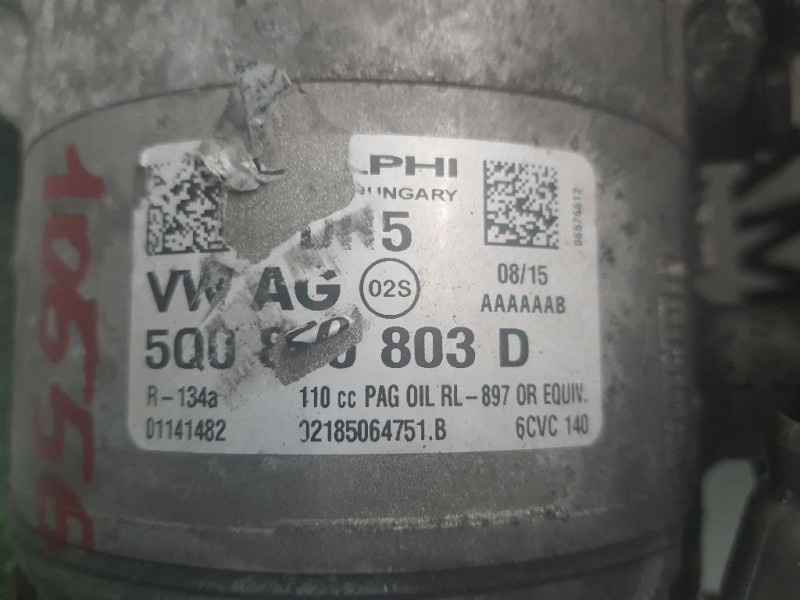 HUNGARY
5
VW AG 02S 08/15
AAAAAAB
5Q0 803 D
R-134a 110 cc PAG OIL RL-897 OR EQUIV.
01141482 02185064751.B 6CVC 140